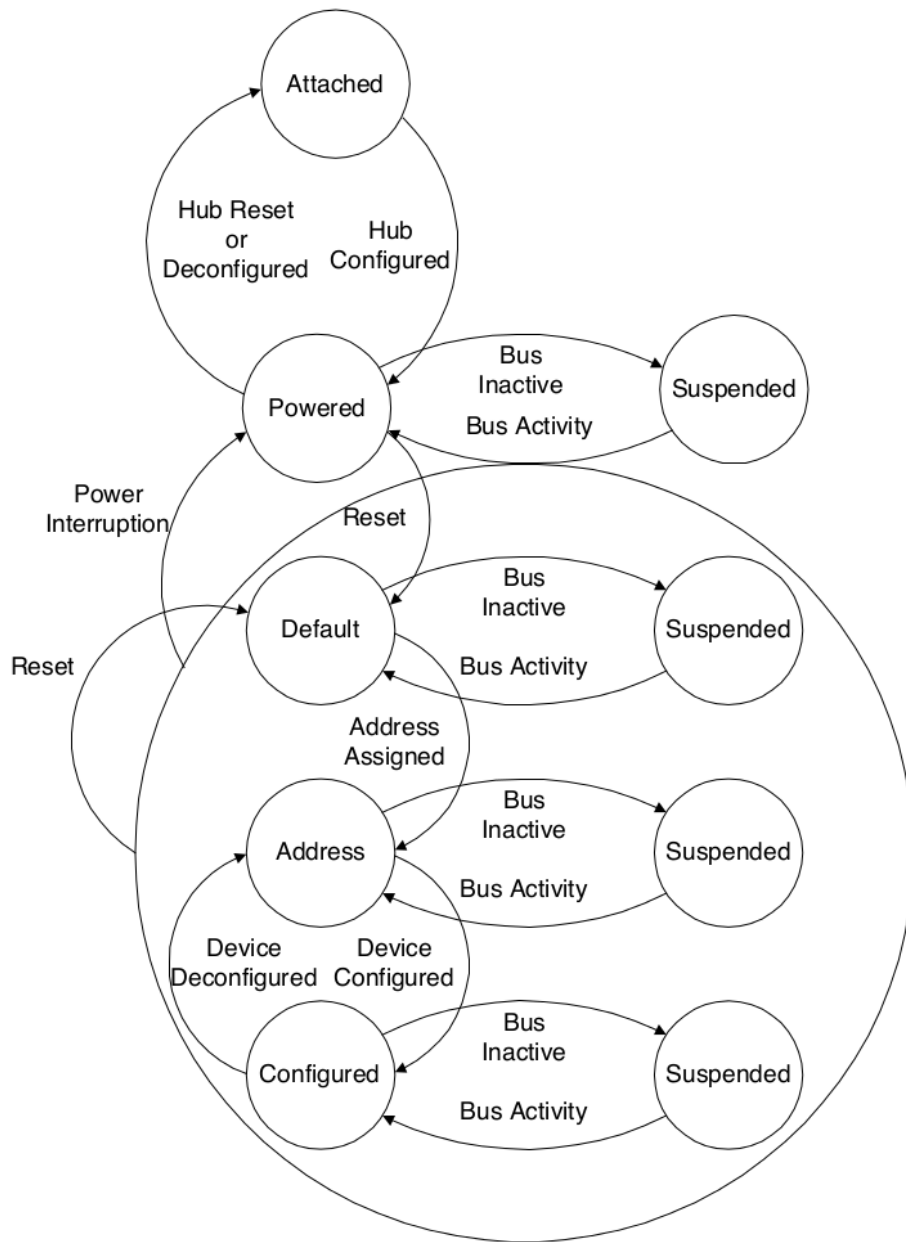 Attached
Hub Reset
or
Deconfigured
Hub
Configured
Bus
Inactive
Powered
Suspended
Bus Activity
Power
Interruption
Reset
Bus
Inactive
Default
Suspended
Reset
Bus Activity
Address
Assigned
Bus
Inactive
Address
Suspended
Bus Activity
Device
Deconfigured
Device
Configured
Bus
Inactive
Configured
Suspended
Bus Activity